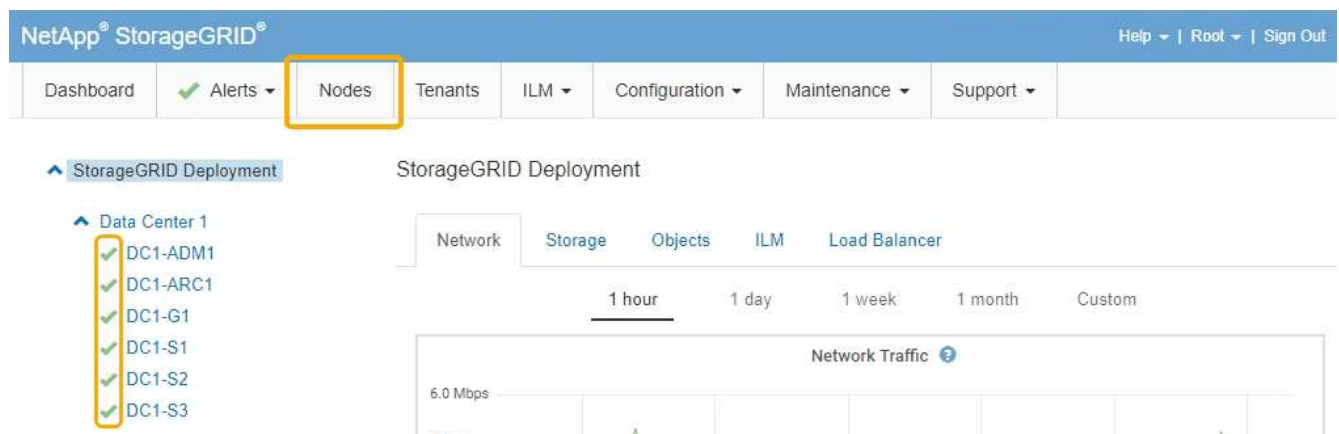 NetApp® StorageGRID®
Help | Root | Sign Out
Dashboard Alerts Nodes Tenants ILM Configuration Maintenance Support
StorageGRID Deployment
StorageGRID Deployment
Data Center 1
DC1-ADM1
DC1-ARC1
DC1-G1
DC1-S1
DC1-S2
DC1-S3
Network Storage Objects ILM Load Balancer
1 hour 1 day 1 week 1 month Custom
Network Traffic ?
6.0 Mbps